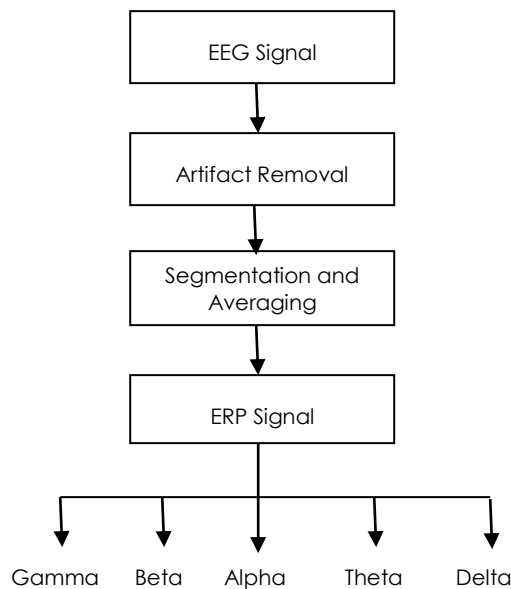 EEG Signal
Artifact Removal
Segmentation and
Averaging
ERP Signal
Gamma Beta Alpha Theta Delta